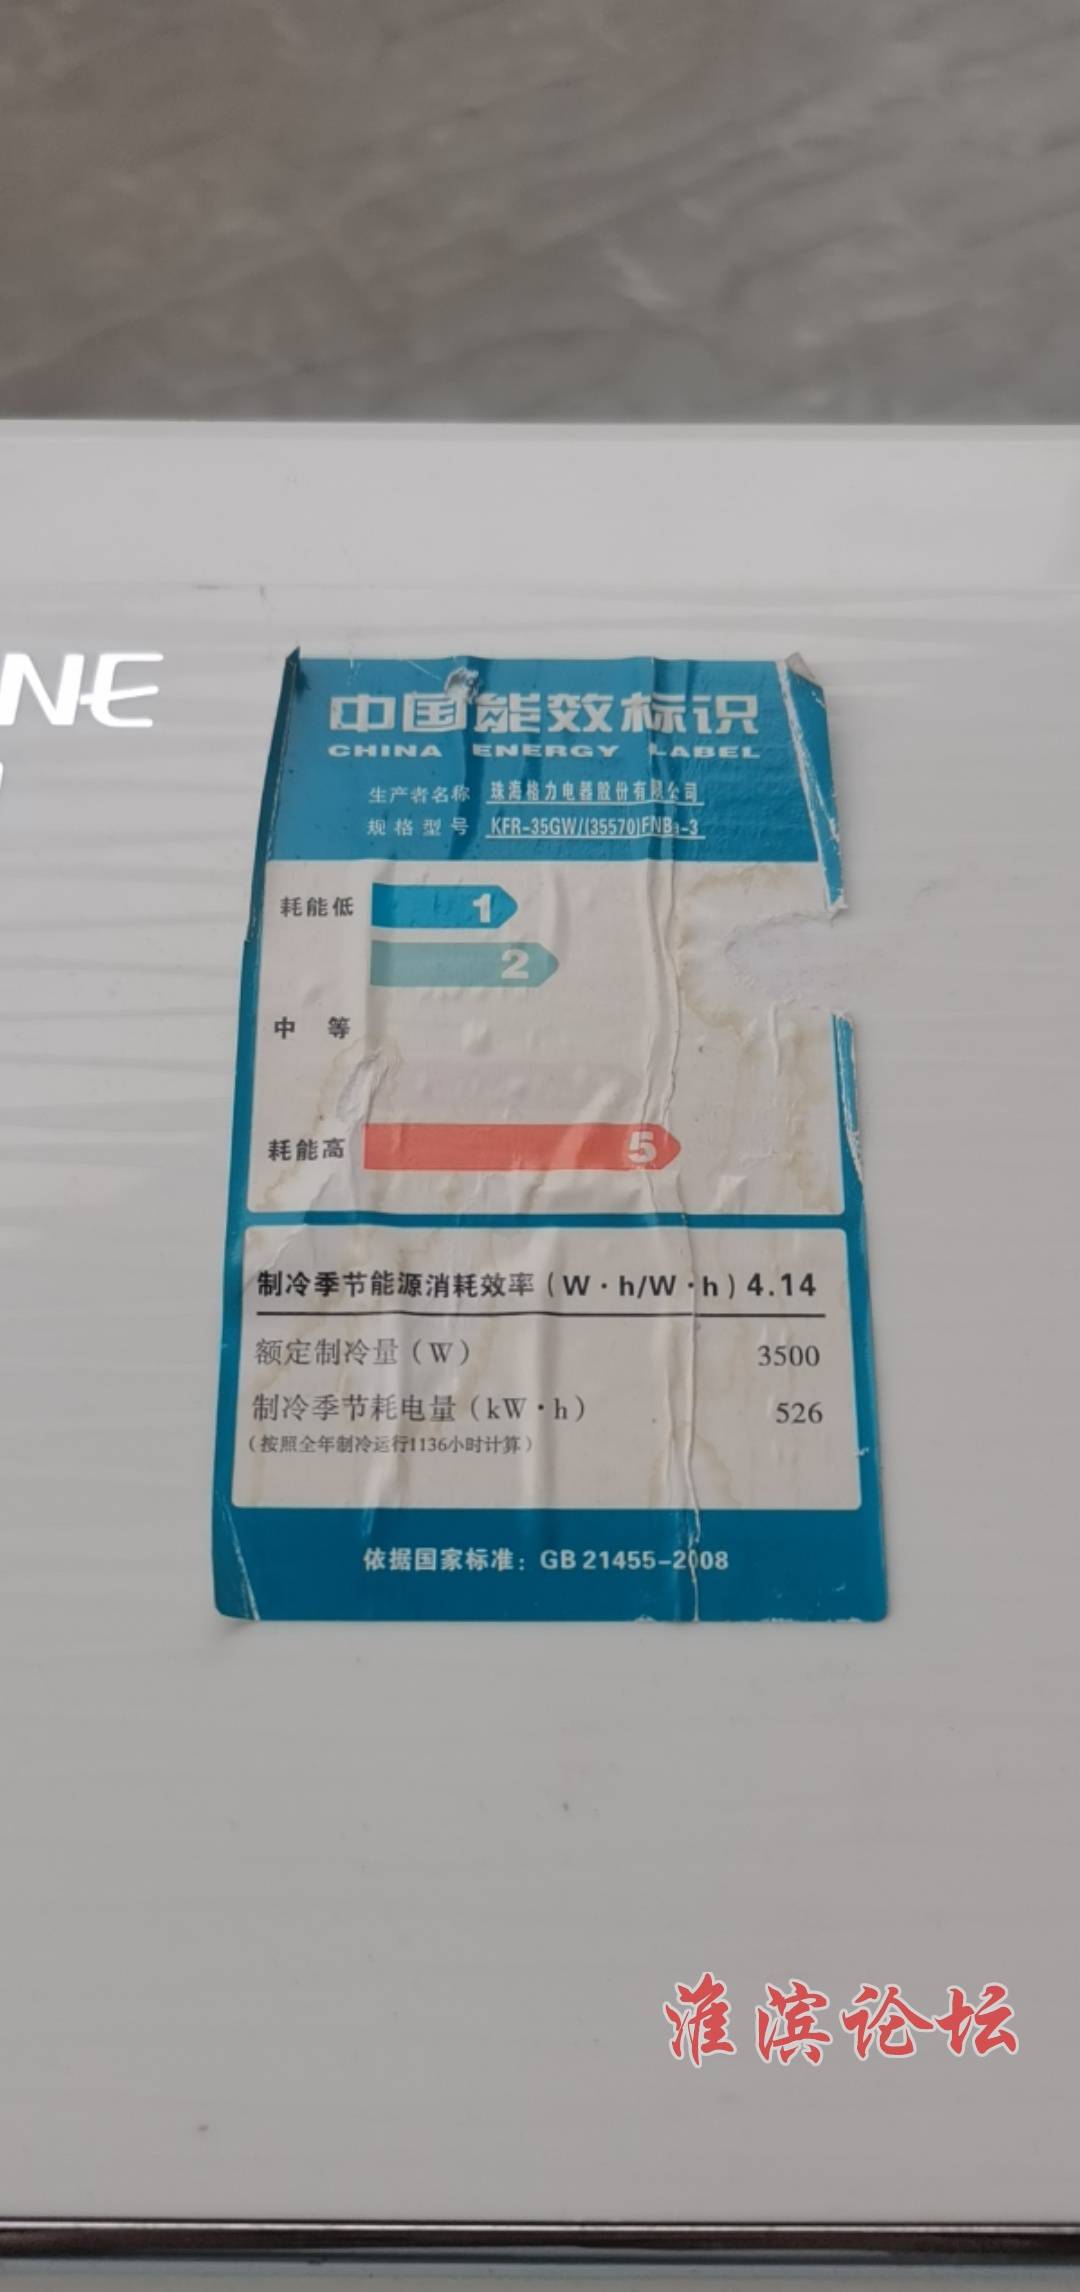 NE
中国能效标识
CHINA ENERGY LABEL
生产者名称 珠海格力电器股份有限公司
规格型号 KFR-35GW/(35570)FNBa-3
耗能低 1
2
中 等
耗能高 5
制冷季节能源消耗效率（W·h/W·h）4.14
额定制冷量（W） 3500
制冷季节耗电量（kW·h） 526
（按照全年制冷运行1136小时计算）
依据国家标准：GB 21455-2008
淮滨论坛